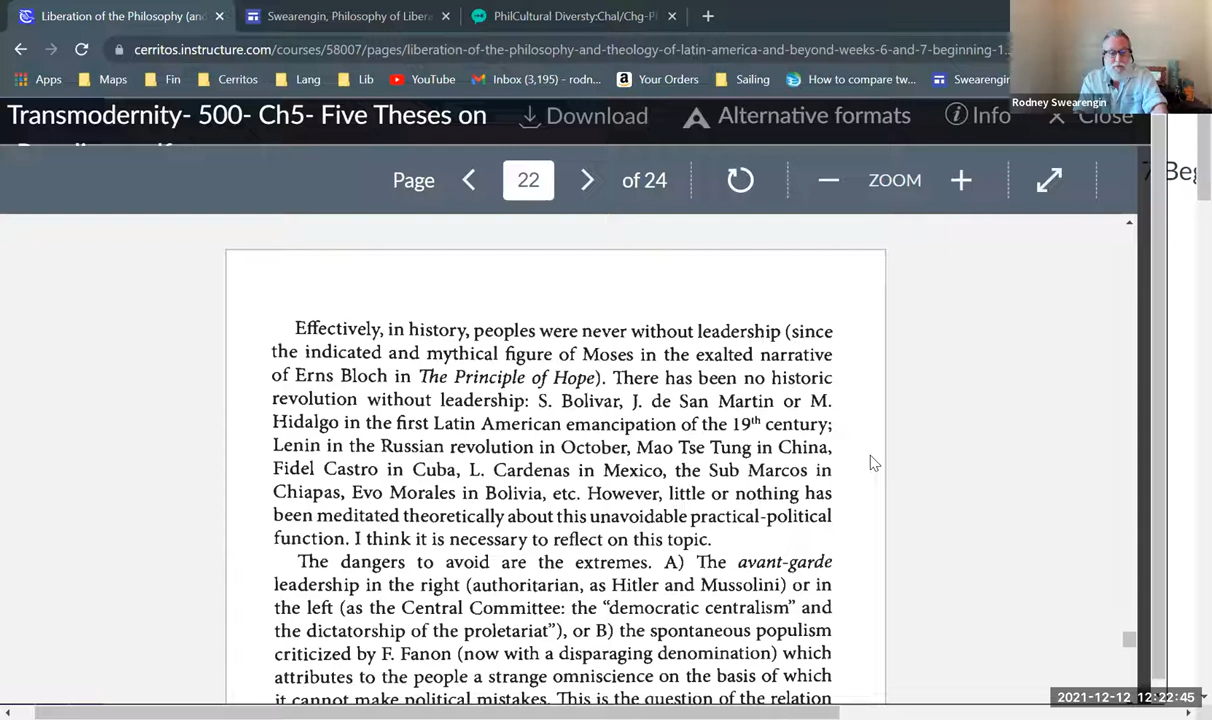 Liberation of the Philosophy (and
Swearengin, Philosophy of Libera
PhilCultural Diversty:Chal/Chg-P
cerritos.instructure.com/courses/58007/pages/liberation-of-the-philosophy-and-theology-of-latin-america-and-beyond-weeks-6-and-7-beginning-1...
Apps Maps Fin Cerritos Lang Lib YouTube Inbox (3,195) - rodn... Your Orders Sailing How to compare tw... Swearengin
Rodney Swearengin
Transmodernity- 500- Ch5- Five Theses on Download Alternative formats Info Close
Page 22 of 24 ZOOM
7 Beg
Effectively, in history, peoples were never without leadership (since
the indicated and mythical figure of Moses in the exalted narrative
of Erns Bloch in The Principle of Hope). There has been no historic
revolution without leadership: S. Bolivar, J. de San Martin or M.
Hidalgo in the first Latin American emancipation of the 19th century;
Lenin in the Russian revolution in October, Mao Tse Tung in China,
Fidel Castro in Cuba, L. Cardenas in Mexico, the Sub Marcos in
Chiapas, Evo Morales in Bolivia, etc. However, little or nothing has
been meditated theoretically about this unavoidable practical-political
function. I think it is necessary to reflect on this topic.
The dangers to avoid are the extremes. A) The avant-garde
leadership in the right (authoritarian, as Hitler and Mussolini) or in
the left (as the Central Committee: the “democratic centralism” and
the dictatorship of the proletariat”), or B) the spontaneous populism
criticized by F. Fanon (now with a disparaging denomination) which
attributes to the people a strange omniscience on the basis of which
it cannot make political mistakes. This is the question of the relation
2021-12-12 12:22:45